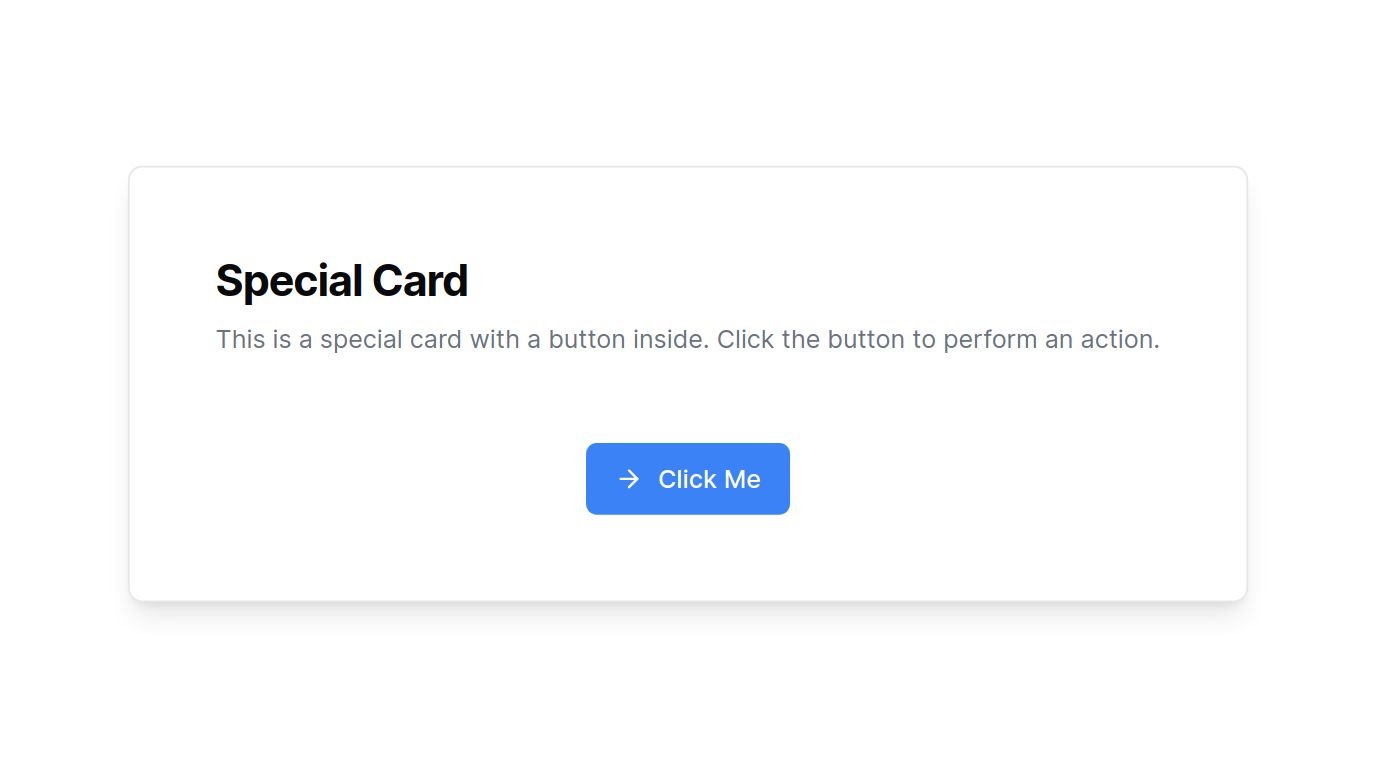 Special Card
This is a special card with a button inside. Click the button to perform an action.
Click Me